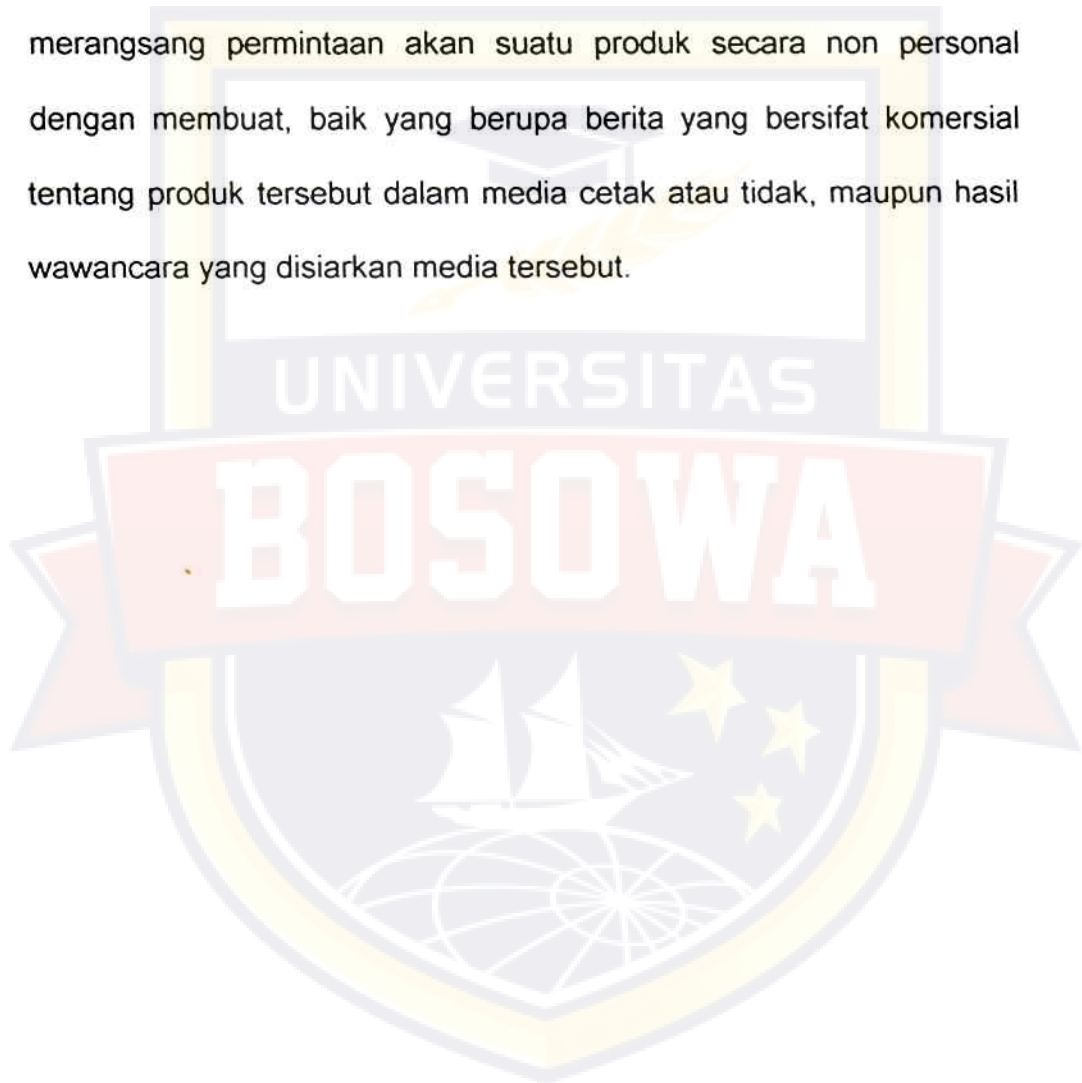 merangsang permintaan akan suatu produk secara non personal
dengan membuat, baik yang berupa berita yang bersifat komersial
tentang produk tersebut dalam media cetak atau tidak, maupun hasil
wawancara yang disiarkan media tersebut.
UNIVERSITAS
BOSOWA